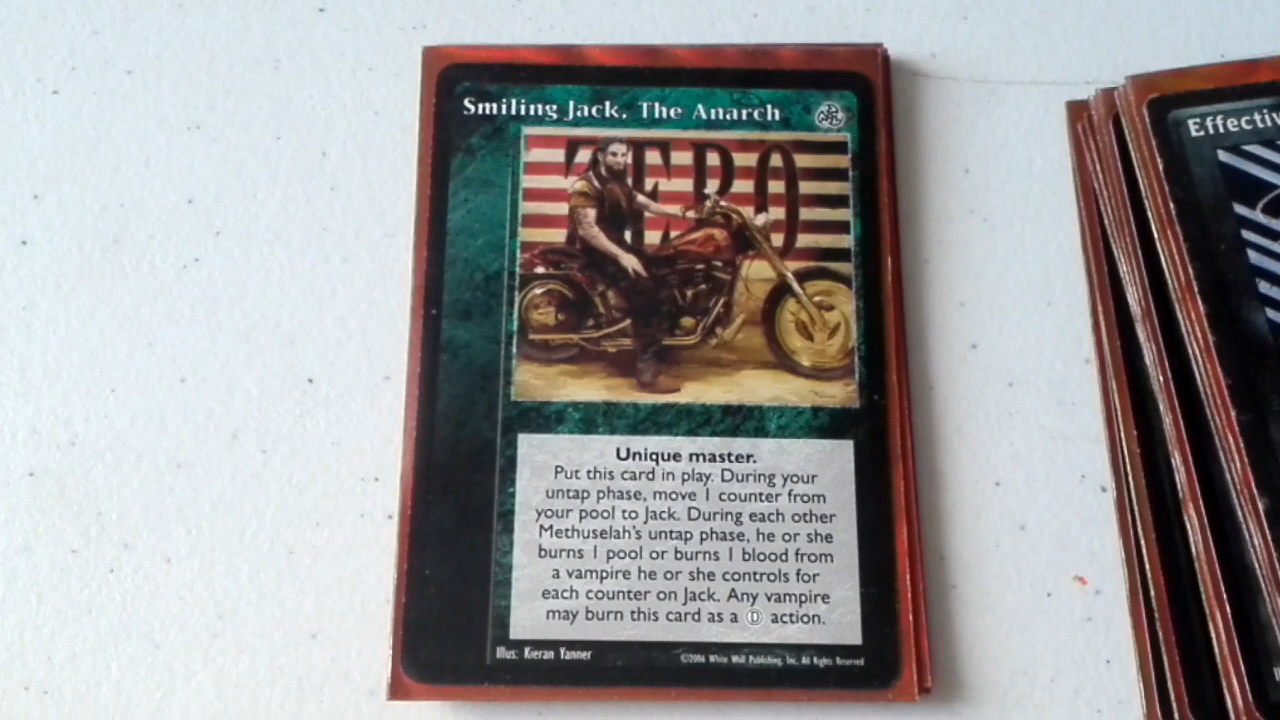 Smiling Jack, The Anarch
ZERO
Unique master.
Put this card in play. During your
untap phase, move 1 counter from
your pool to Jack. During each other
Methuselah's untap phase, he or she
burns 1 pool or burns 1 blood from
a vampire he or she controls for
each counter on Jack. Any vampire
may burn this card as a Ⓓ action.
Illus: Kieran Yanner
©2006 White Wolf Publishing, Inc. All Rights Reserved
Effectiv